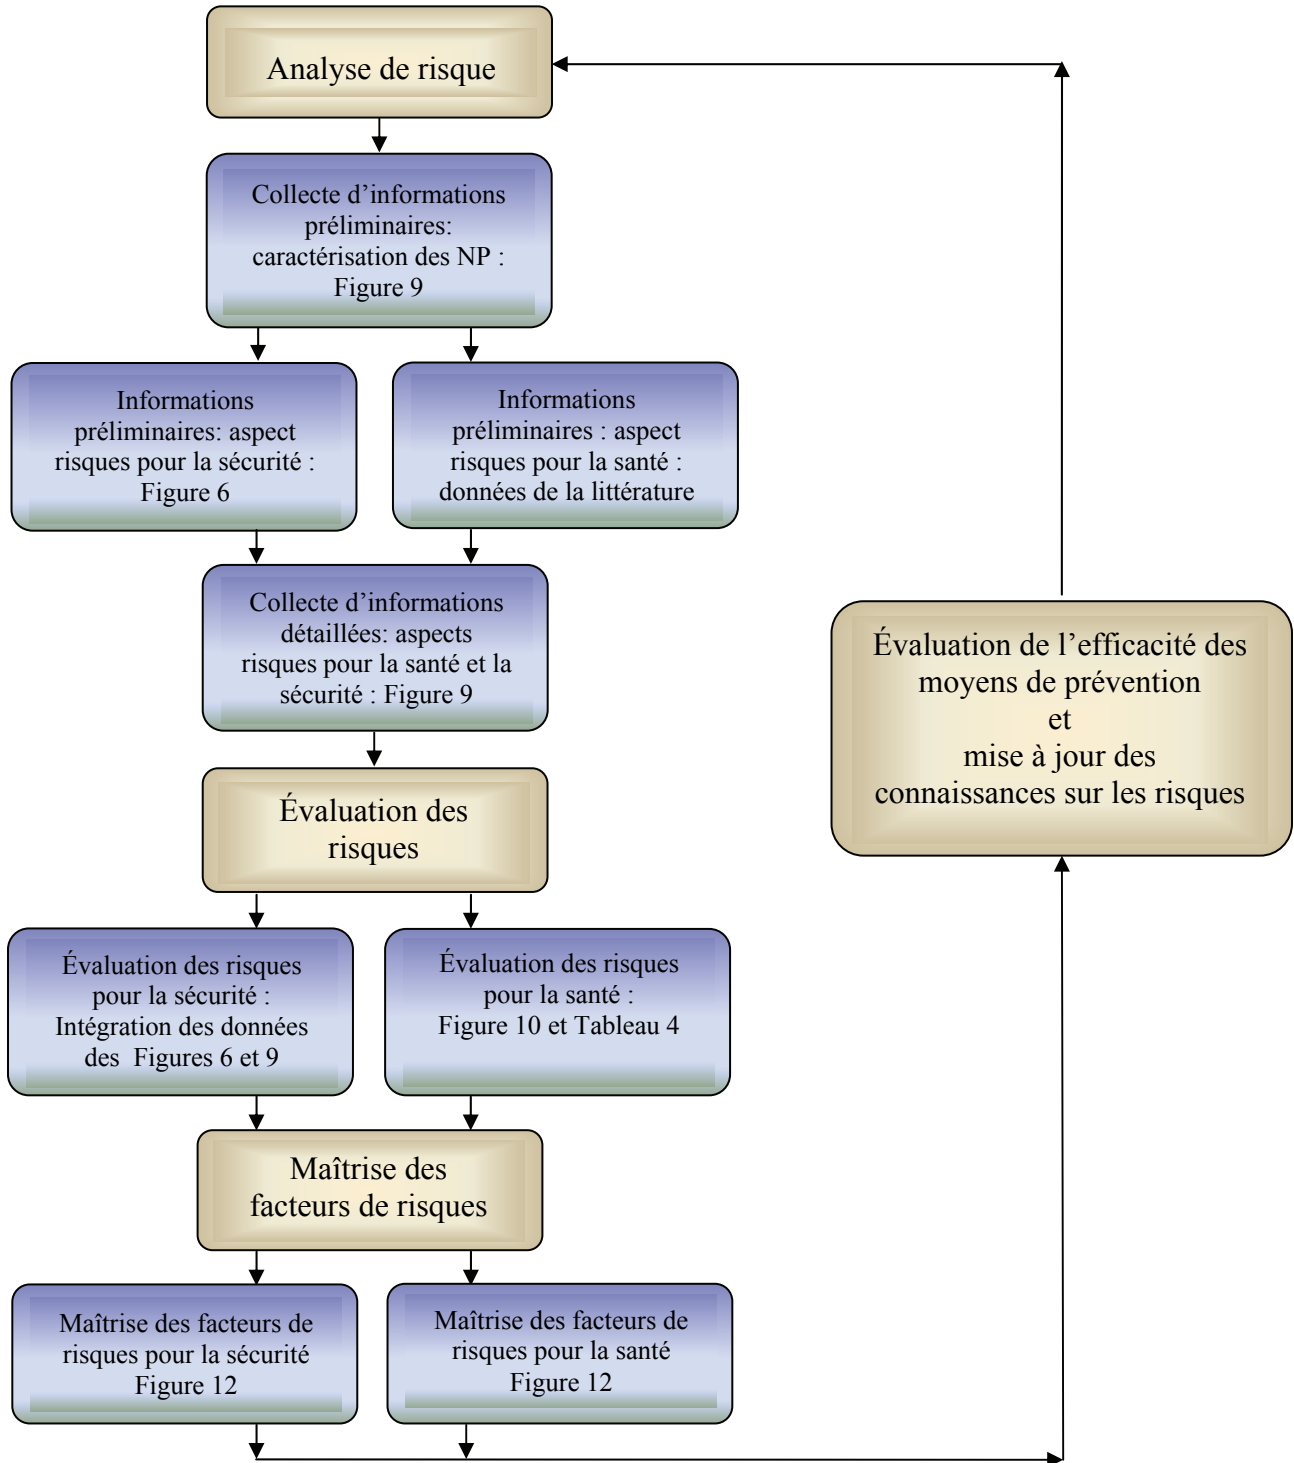 Analyse de risque
Collecte d’informations
préliminaires:
caractérisation des NP :
Figure 9
Informations
préliminaires: aspect
risques pour la sécurité :
Figure 6
Informations
préliminaires : aspect
risques pour la santé :
données de la littérature
Collecte d’informations
détaillées: aspects
risques pour la santé et la
sécurité : Figure 9
Évaluation de l’efficacité des
moyens de prévention
et
mise à jour des
connaissances sur les risques
Évaluation des
risques
Évaluation des risques
pour la sécurité :
Intégration des données
des Figures 6 et 9
Évaluation des risques
pour la santé :
Figure 10 et Tableau 4
Maîtrise des
facteurs de risques
Maîtrise des facteurs de
risques pour la sécurité
Figure 12
Maîtrise des facteurs de
risques pour la santé
Figure 12